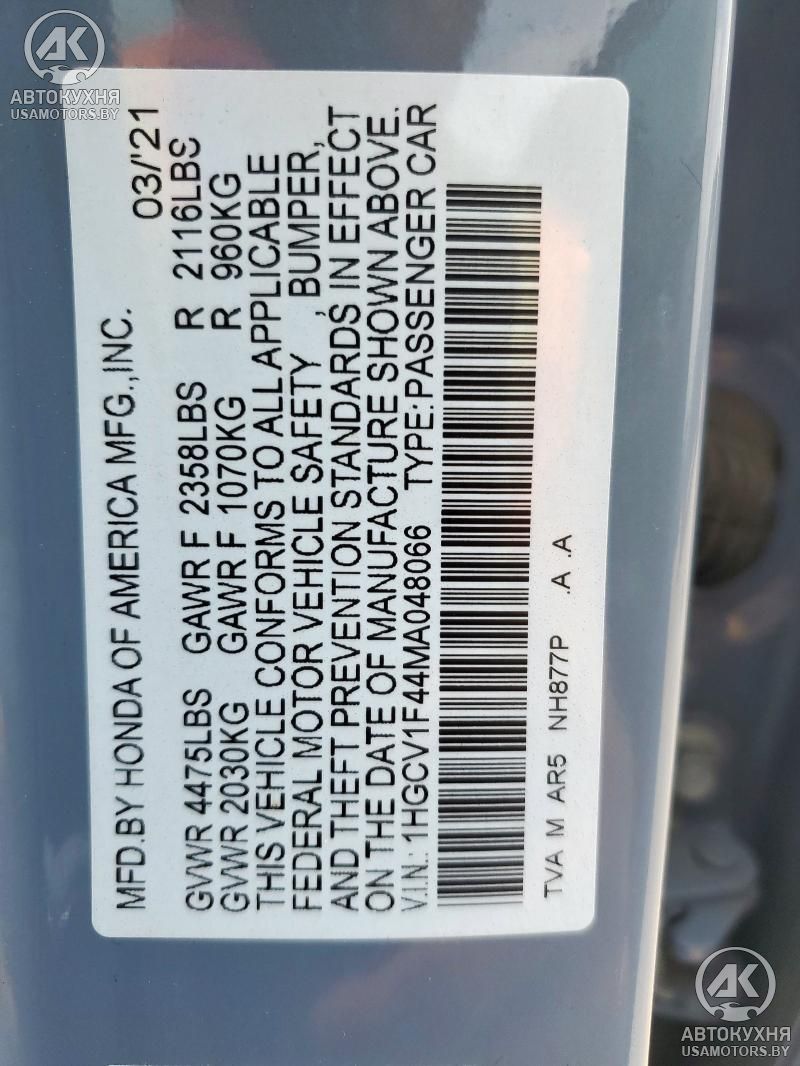 AK
АВТОКУХНЯ
USAMOTORS.BY
MFD.BY HONDA OF AMERICA MFG.,INC. 03/'21
GVWR 4475LBS GAWR F 2358LBS R 2116LBS
GVWR 2030KG GAWR F 1070KG R 960KG
THIS VEHICLE CONFORMS TO ALL APPLICABLE
FEDERAL MOTOR VEHICLE SAFETY , BUMPER,
AND THEFT PREVENTION STANDARDS IN EFFECT
ON THE DATE OF MANUFACTURE SHOWN ABOVE.
V.I.N.: 1HGCV1F44MA048066 TYPE:PASSENGER CAR
TVA M AR5 NH877P .A .A
AK
АВТОКУХНЯ
USAMOTORS.BY